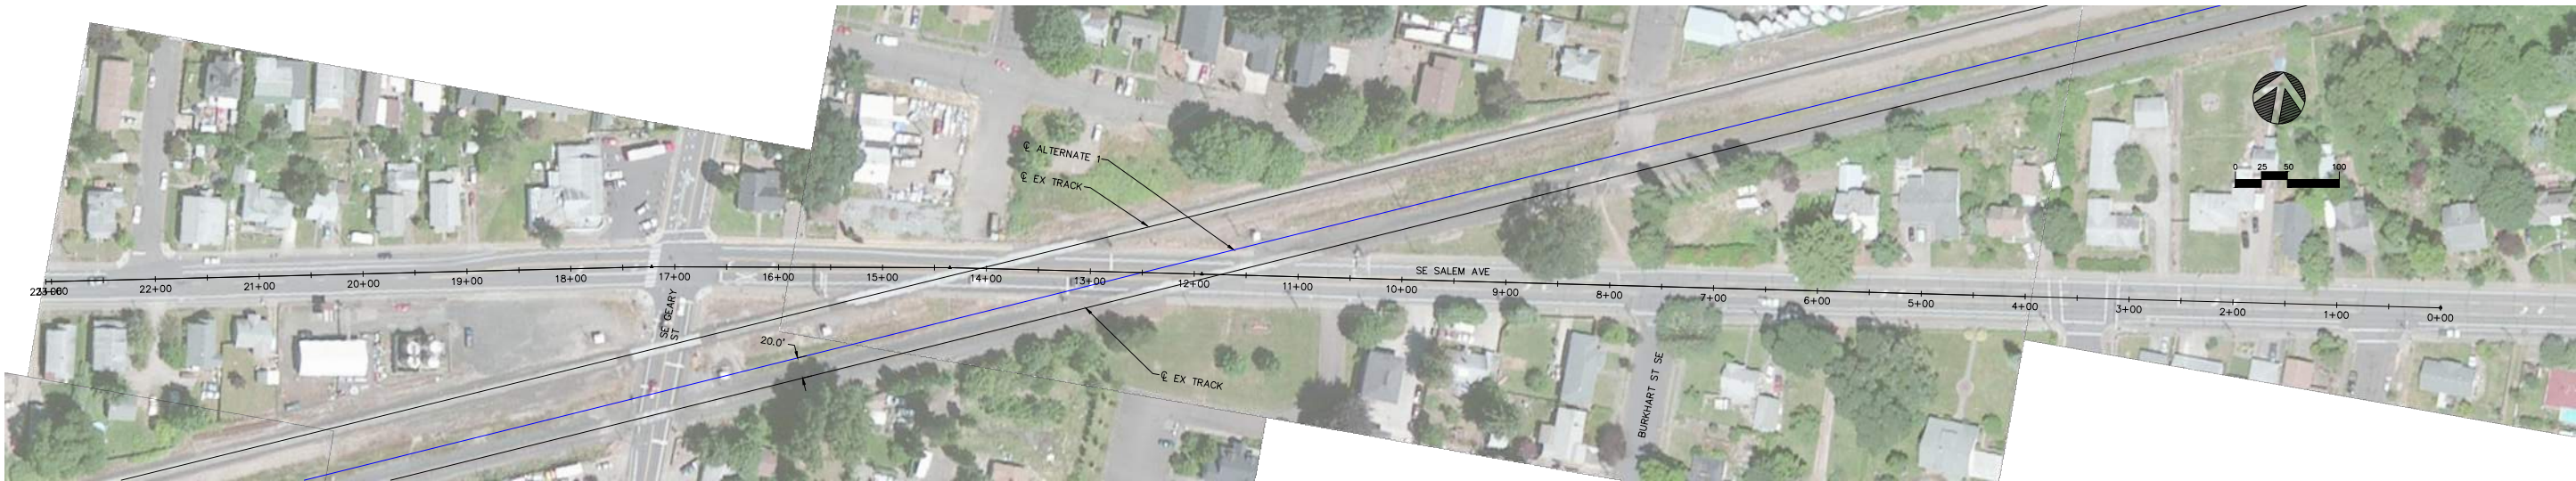 ℄ ALTERNATE 1
℄ EX TRACK
0 25 50 100
SE SALEM AVE
22+00 21+00 20+00 19+00 18+00 17+00 16+00 15+00 14+00 13+00 12+00 11+00 10+00 9+00 8+00 7+00 6+00 5+00 4+00 3+00 2+00 1+00 0+00
SE GEARY
ST
20.0'
℄ EX TRACK
BURKHART ST SE